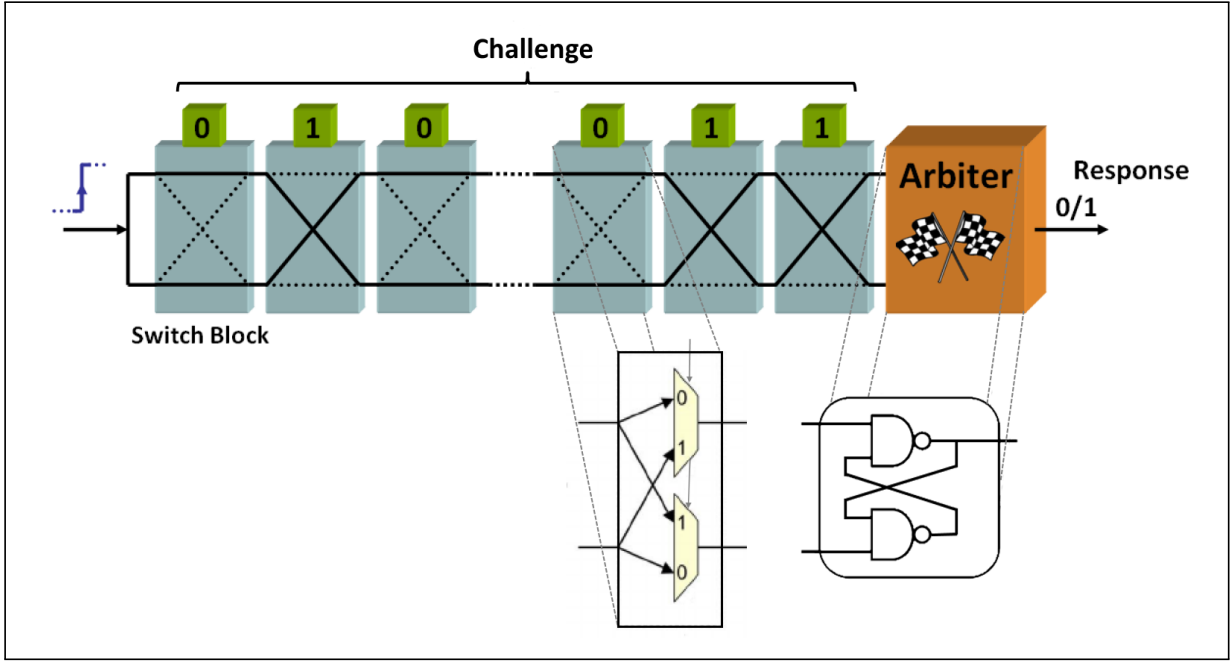 Challenge
0 1 0 0 1 1
Arbiter
Response
0/1
Switch Block
0
1
1
0